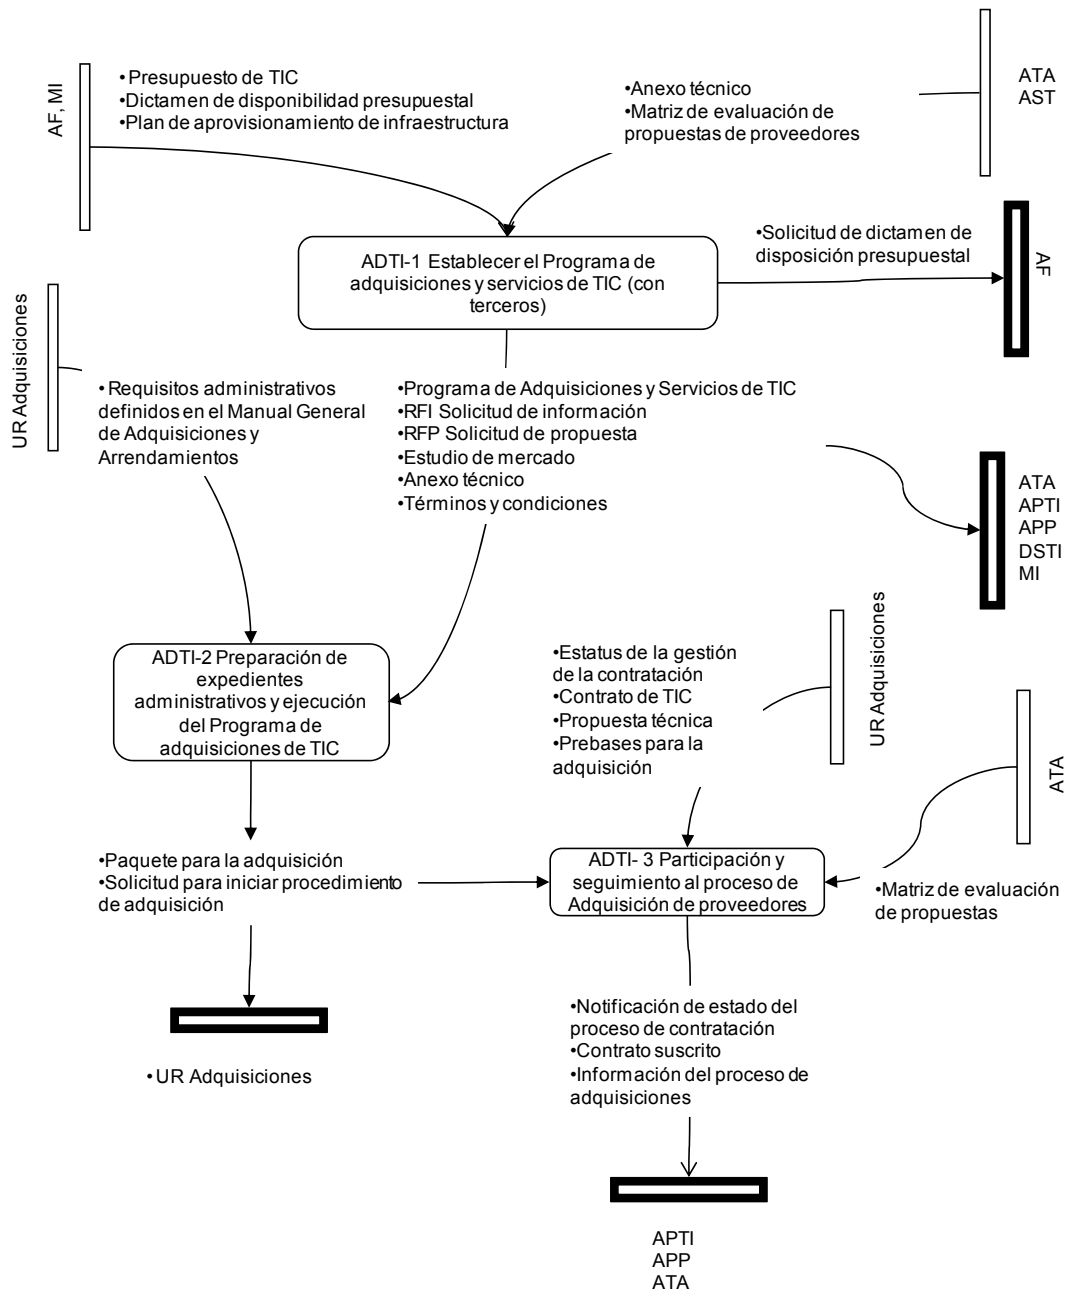 AF, MI
•Presupuesto de TIC
•Dictamen de disponibilidad presupuestal
•Plan de aprovisionamiento de infraestructura
•Anexo técnico
•Matriz de evaluación de
propuestas de proveedores
ATA
AST
ADTI-1 Establecer el Programa de
adquisiciones y servicios de TIC (con
terceros)
•Solicitud de dictamen de
disposición presupuestal
AF
UR Adquisiciones
•Requisitos administrativos
definidos en el Manual General
de Adquisiciones y
Arrendamientos
•Programa de Adquisiciones y Servicios de TIC
•RFI Solicitud de información
•RFP Solicitud de propuesta
•Estudio de mercado
•Anexo técnico
•Términos y condiciones
ATA
APTI
APP
DSTI
MI
ADTI-2 Preparación de
expedientes
administrativos y ejecución
del Programa de
adquisiciones de TIC
•Estatus de la gestión
de la contratación
•Contrato de TIC
•Propuesta técnica
•Prebases para la
adquisición
UR Adquisiciones
ATA
•Paquete para la adquisición
•Solicitud para iniciar procedimiento
de adquisición
ADTI- 3 Participación y
seguimiento al proceso de
Adquisición de proveedores
•Matriz de evaluación
de propuestas
•UR Adquisiciones
•Notificación de estado del
proceso de contratación
•Contrato suscrito
•Información del proceso de
adquisiciones
APTI
APP
ATA